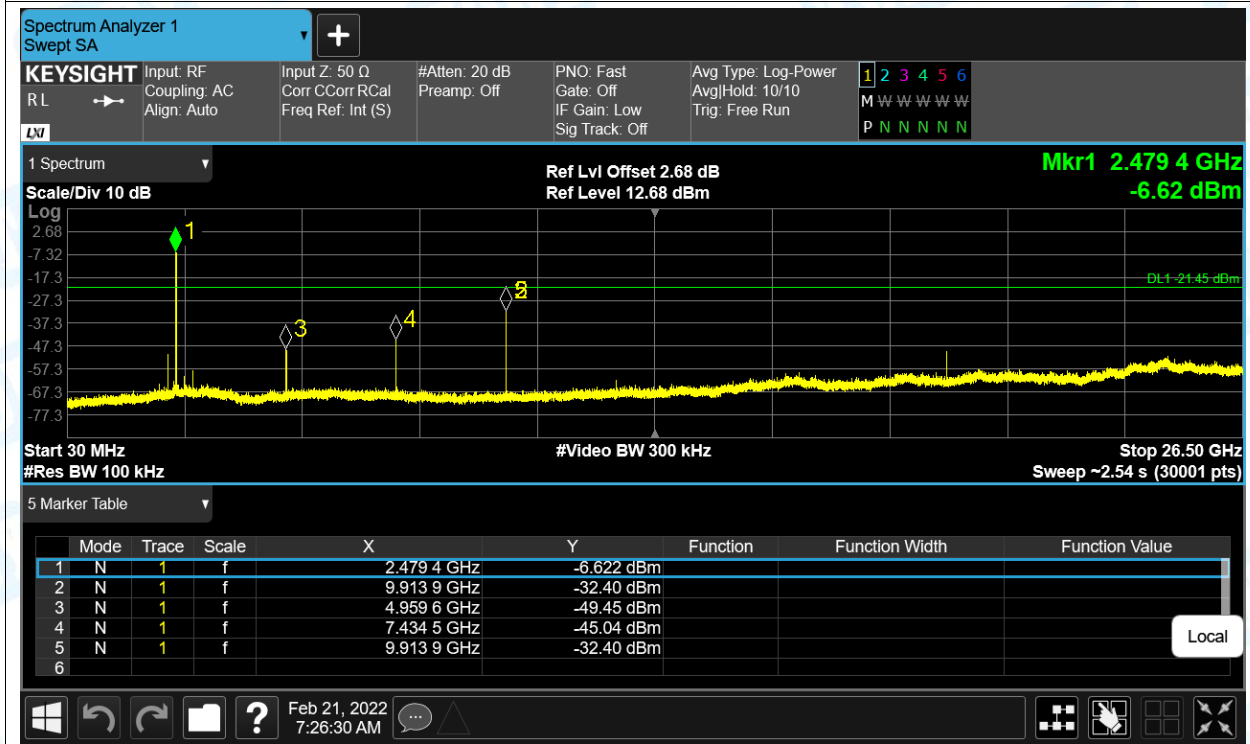 Spectrum Analyzer 1
Swept SA
+
KEYSIGHT Input: RF Input Z: 50 Ω #Atten: 20 dB PNO: Fast Avg Type: Log-Power 1 2 3 4 5 6
R L Coupling: AC Corr CCorr RCal Preamp: Off Gate: Off Avg|Hold: 10/10 M W W W W W
Align: Auto Freq Ref: Int (S) IF Gain: Low Trig: Free Run
LXI Sig Track: Off P N N N N N
1 Spectrum Ref Lvl Offset 2.68 dB Mkr1 2.479 4 GHz
Scale/Div 10 dB Ref Level 12.68 dBm -6.62 dBm
Log
2.68 1
-7.32
-17.3 DL1 -21.45 dBm
-27.3
-37.3 3 4
-47.3
-57.3
-67.3
-77.3
Start 30 MHz #Video BW 300 kHz Stop 26.50 GHz
#Res BW 100 kHz Sweep ~2.54 s (30001 pts)
5 Marker Table
Mode Trace Scale X Y Function Function Width Function Value
1 N 1 f 2.479 4 GHz -6.622 dBm
2 N 1 f 9.913 9 GHz -32.40 dBm
3 N 1 f 4.959 6 GHz -49.45 dBm
4 N 1 f 7.434 5 GHz -45.04 dBm
5 N 1 f 9.913 9 GHz -32.40 dBm
6
Local
? Feb 21, 2022
7:26:30 AM